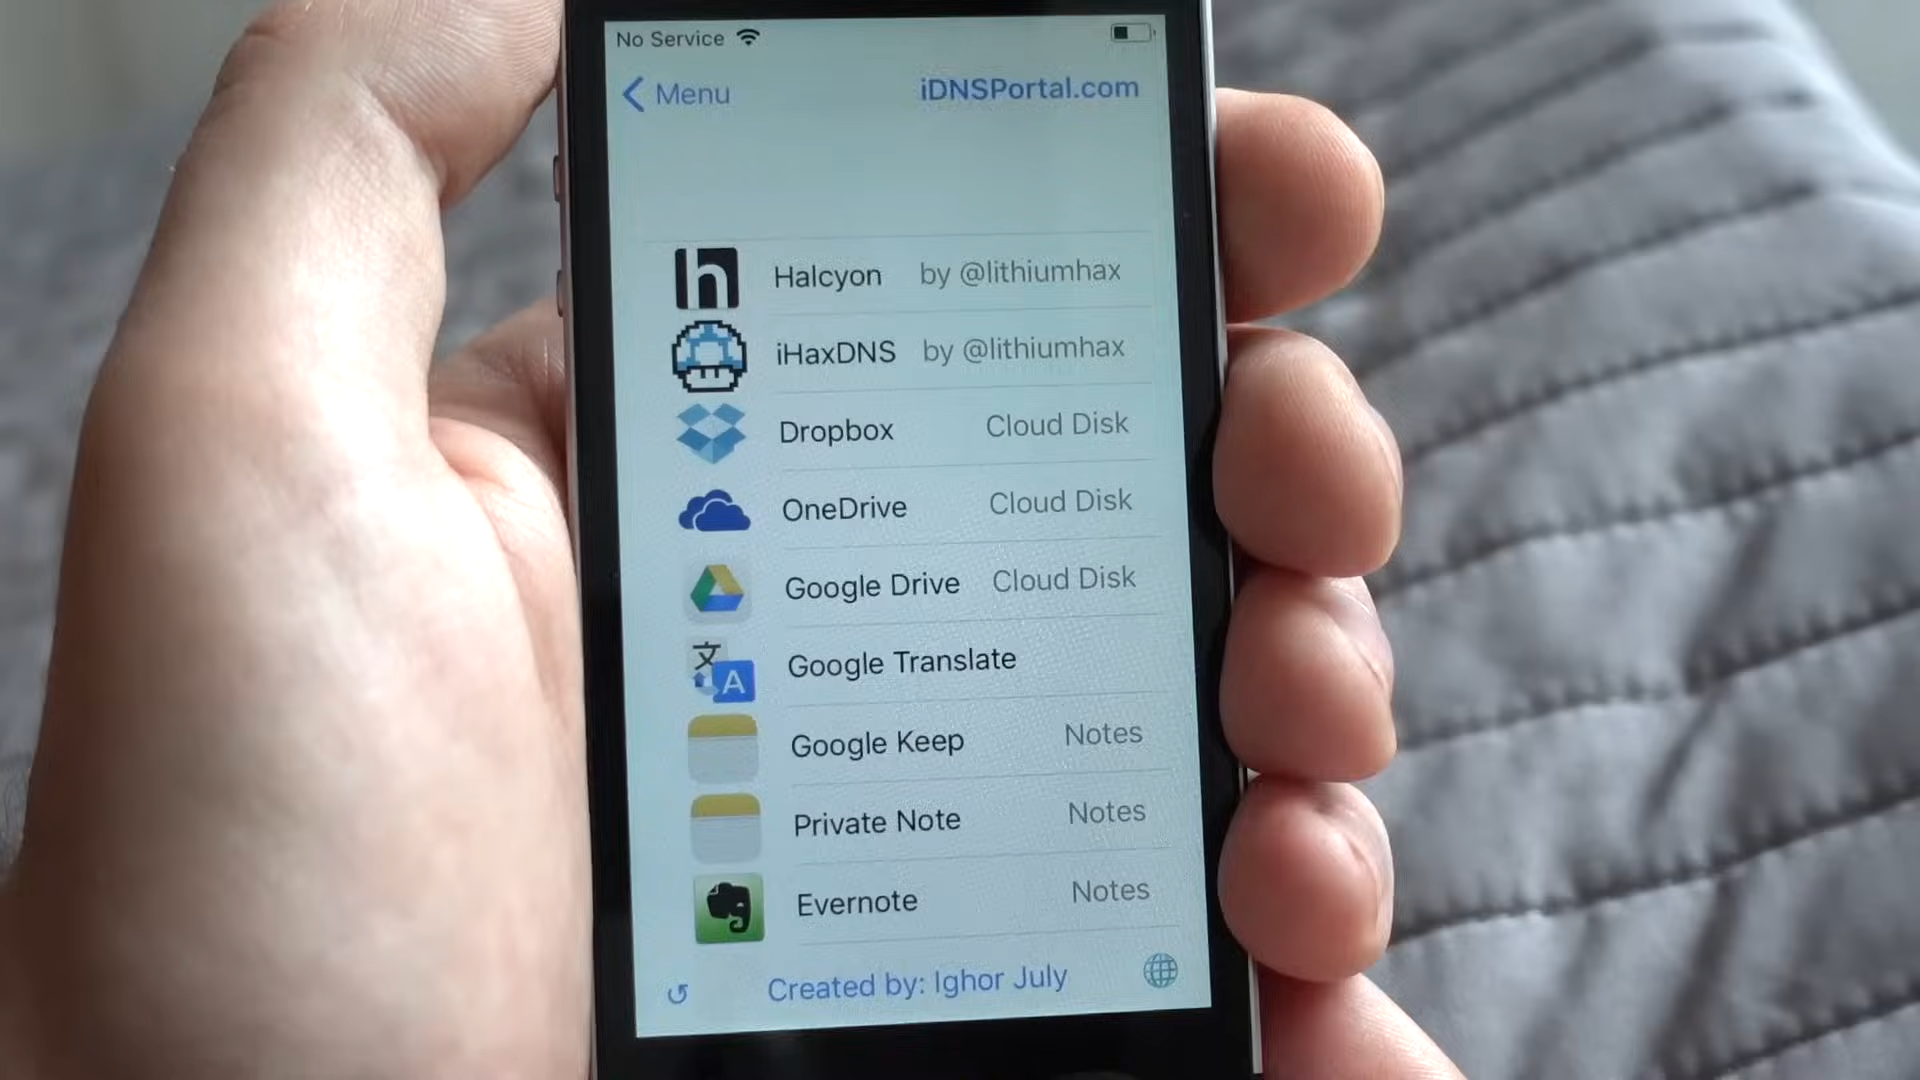 No Service
Menu iDNSPortal.com
h Halcyon by @lithiumhax
iHaxDNS by @lithiumhax
Dropbox Cloud Disk
OneDrive Cloud Disk
Google Drive Cloud Disk
文 A Google Translate
Google Keep Notes
Private Note Notes
Evernote Notes
Created by: Ighor July